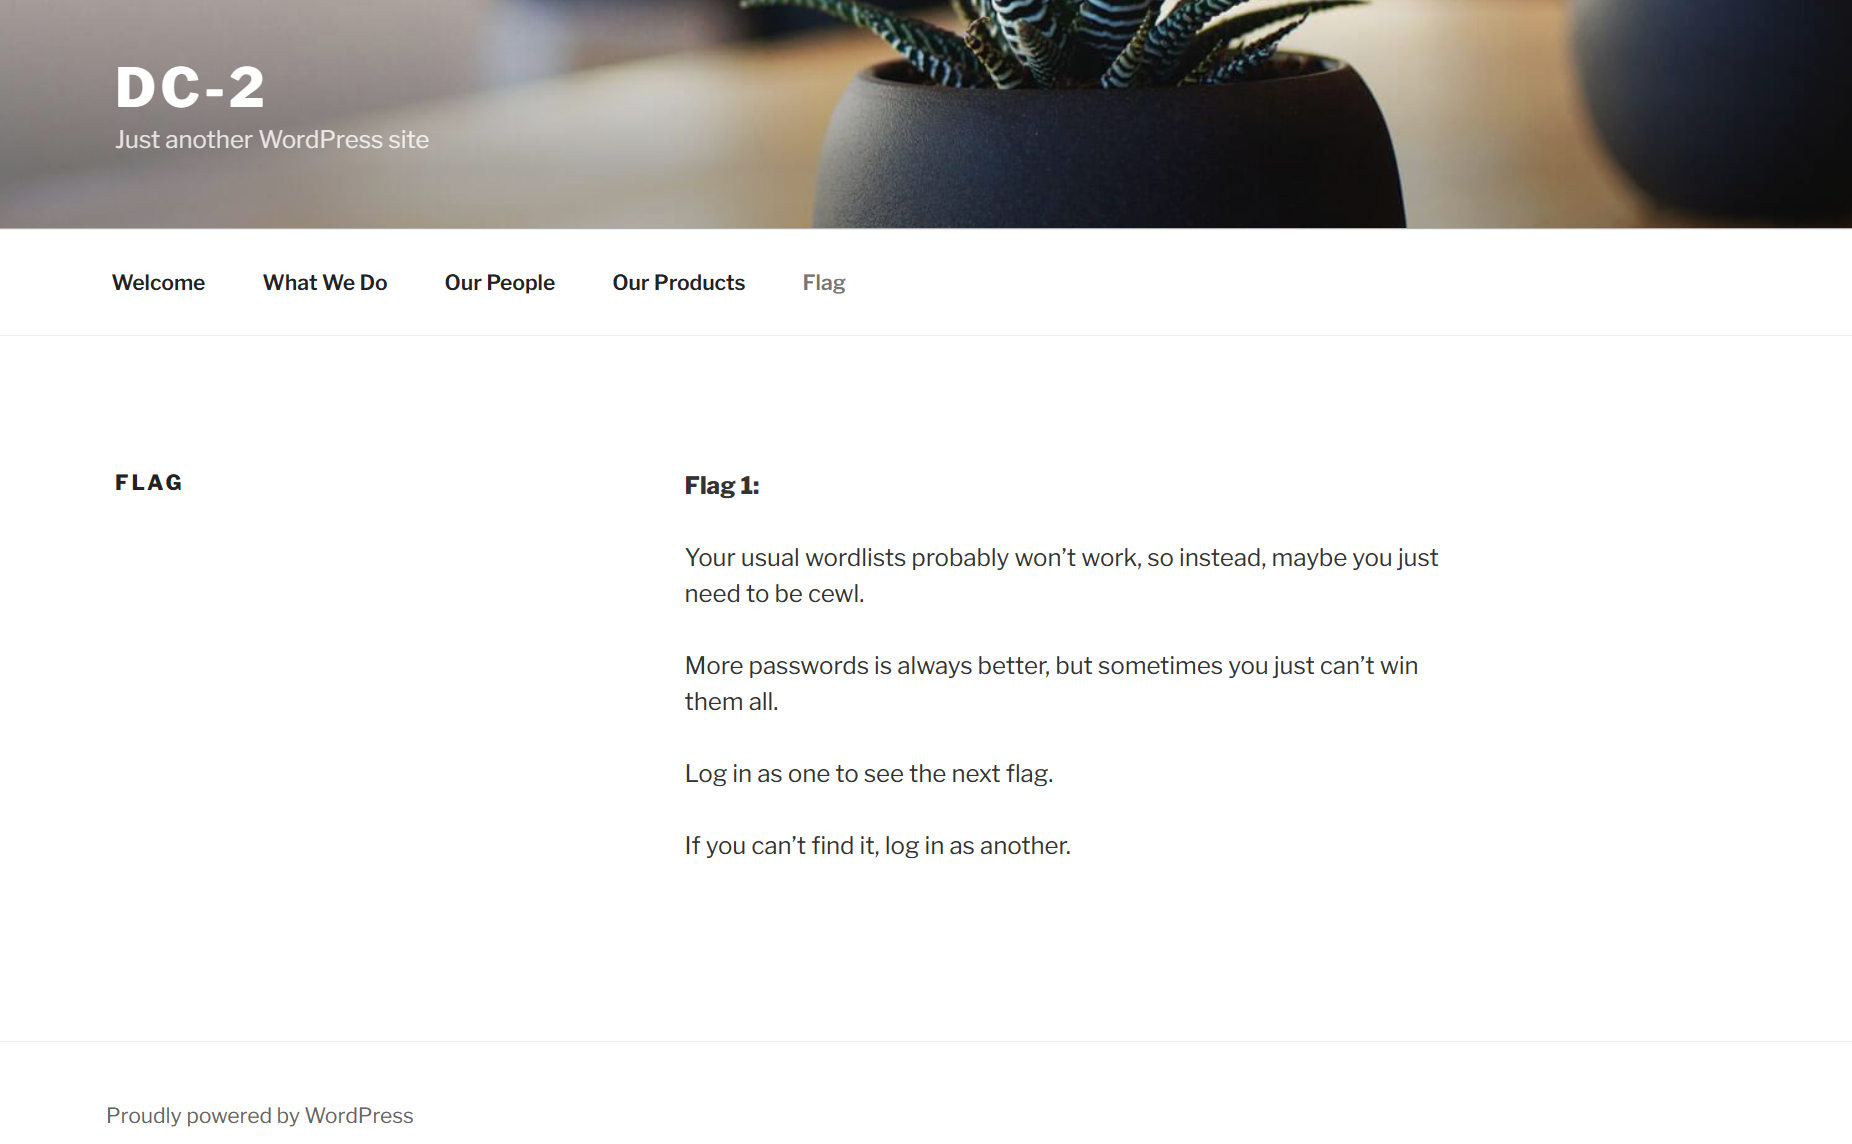 DC-2
Just another WordPress site
Welcome What We Do Our People Our Products Flag
FLAG
Flag 1:
Your usual wordlists probably won’t work, so instead, maybe you just
need to be cewl.
More passwords is always better, but sometimes you just can’t win
them all.
Log in as one to see the next flag.
If you can’t find it, log in as another.
Proudly powered by WordPress